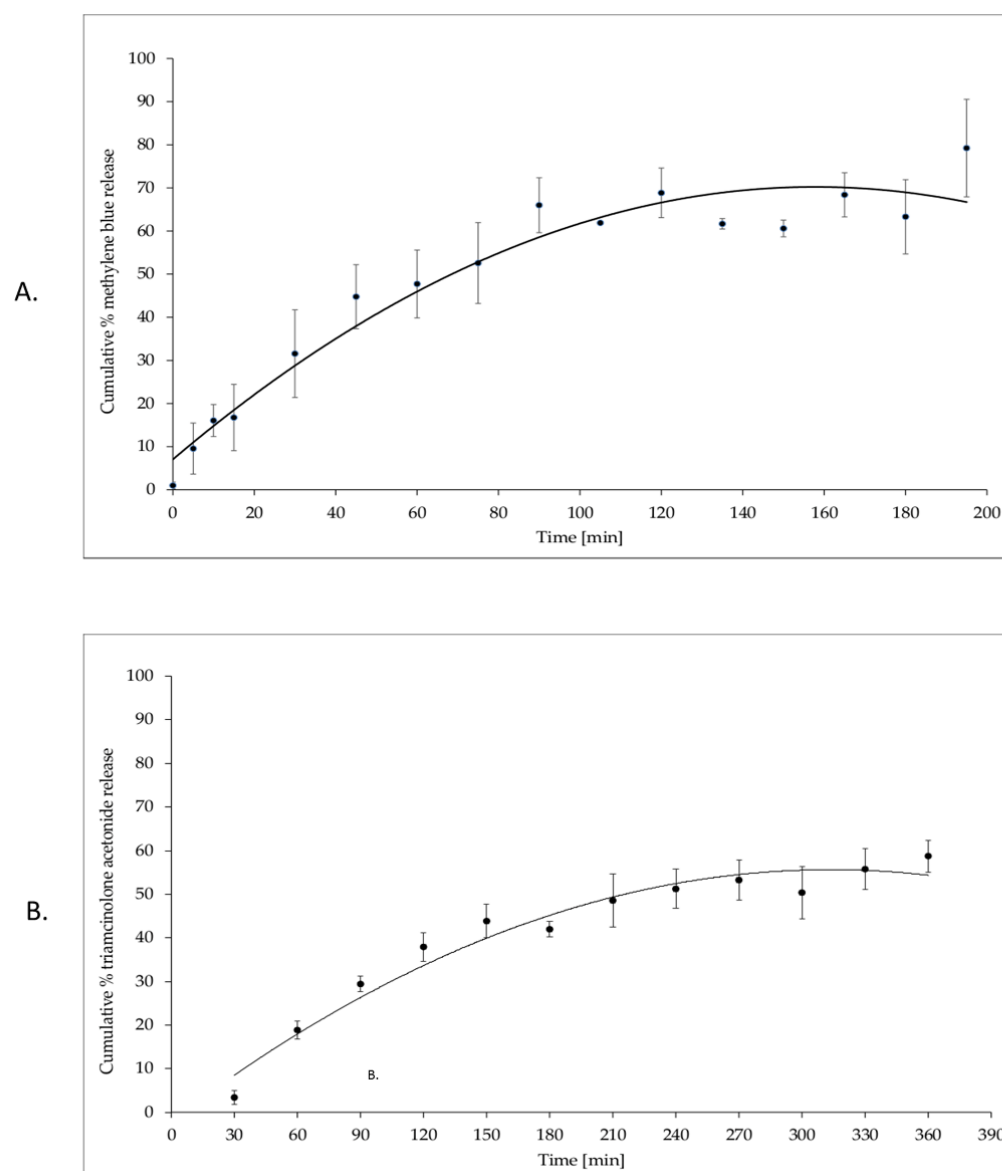 A.
Cumulative % methylene blue release
100
90
80
70
60
50
40
30
20
10
0
0 20 40 60 80 100 120 140 160 180 200
Time [min]
B.
Cumulative % triamcinolone acetonide release
100
90
80
70
60
50
40
30
20
10
0
B.
0 30 60 90 120 150 180 210 240 270 300 330 360 390
Time [min]